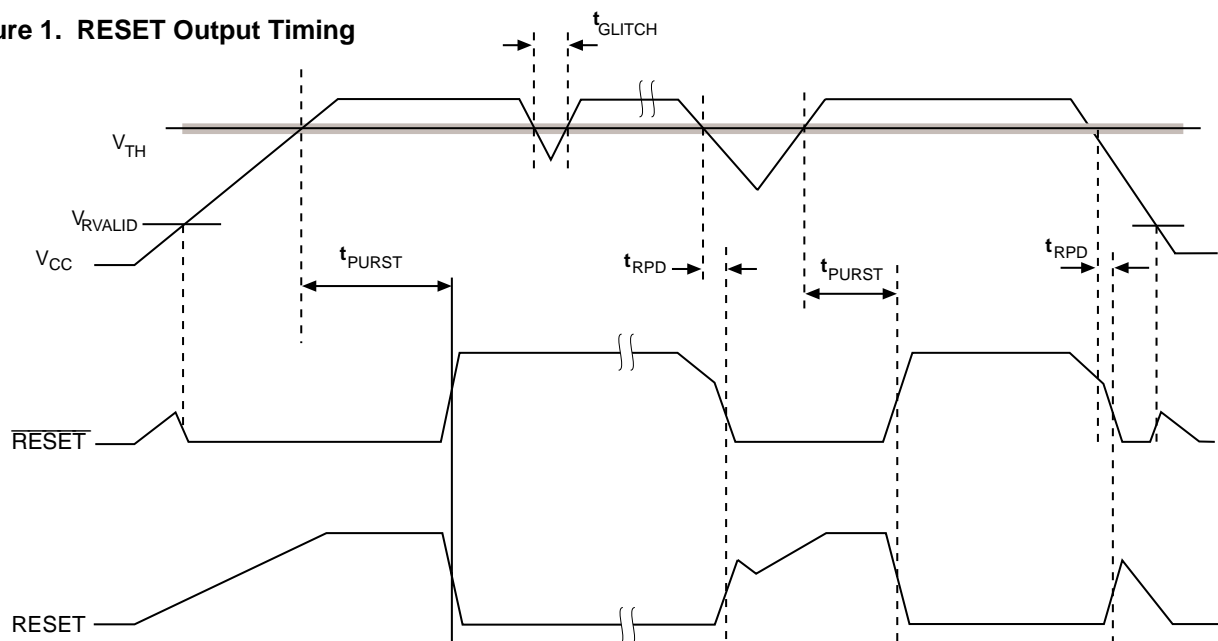 ure 1. RESET Output Timing
tGLITCH
VTH
VRVALID
VCC
tPURST
tRPD
tPURST
tRPD
RESET
RESET